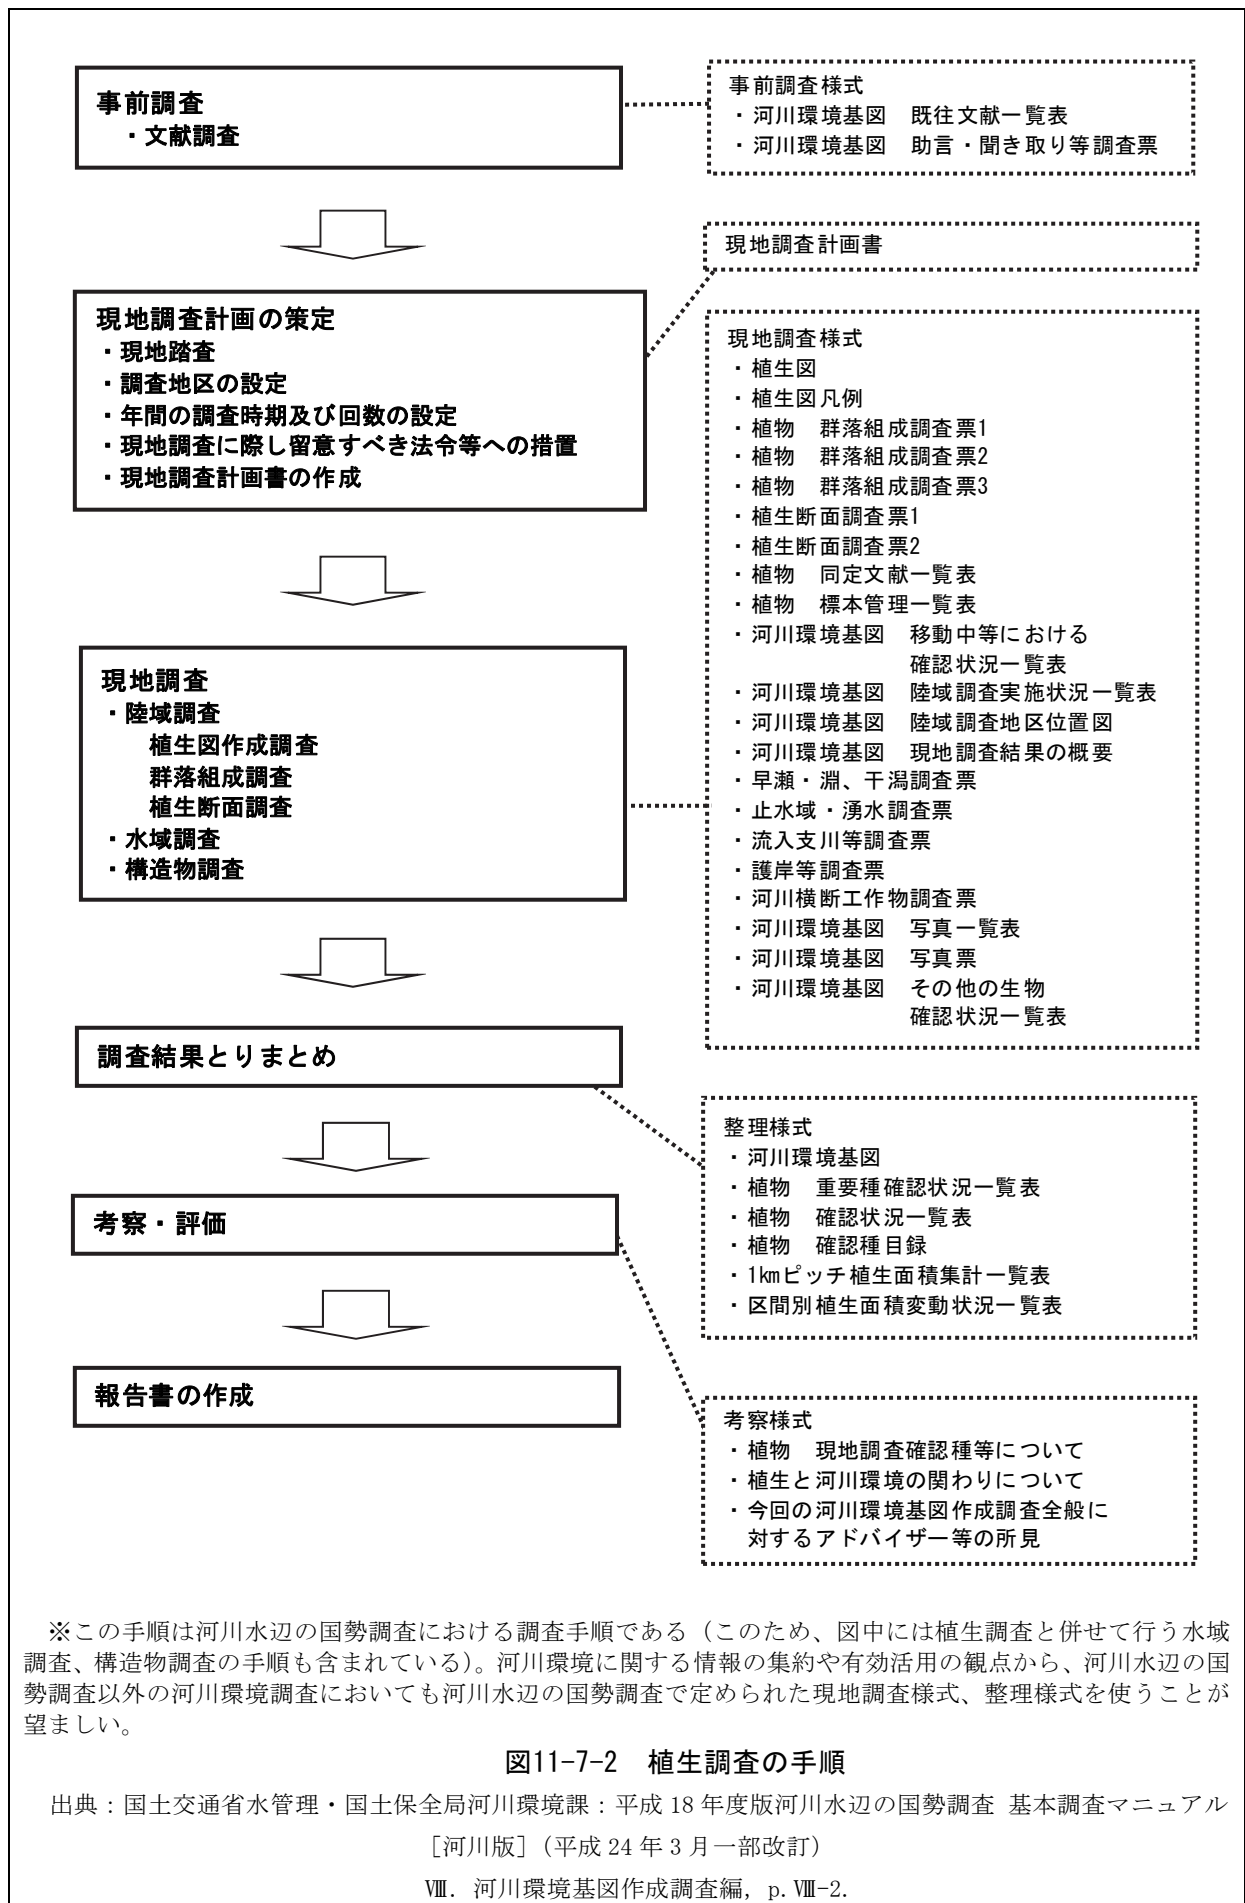 事前調査
・文献調査
事前調査様式
・河川環境基図　既往文献一覧表
・河川環境基図　助言・聞き取り等調査票
現地調査計画の策定
・現地踏査
・調査地区の設定
・年間の調査時期及び回数の設定
・現地調査に際し留意すべき法令等への措置
・現地調査計画書の作成
現地調査計画書
現地調査
・陸域調査
植生図作成調査
群落組成調査
植生断面調査
・水域調査
・構造物調査
現地調査様式
・植生図
・植生図凡例
・植物　群落組成調査票1
・植物　群落組成調査票2
・植物　群落組成調査票3
・植生断面調査票1
・植生断面調査票2
・植物　同定文献一覧表
・植物　標本管理一覧表
・河川環境基図　移動中等における
確認状況一覧表
・河川環境基図　陸域調査実施状況一覧表
・河川環境基図　陸域調査地区位置図
・河川環境基図　現地調査結果の概要
・早瀬・淵、干潟調査票
・止水域・湧水調査票
・流入支川等調査票
・護岸等調査票
・河川横断工作物調査票
・河川環境基図　写真一覧表
・河川環境基図　写真票
・河川環境基図　その他の生物
確認状況一覧表
調査結果とりまとめ
整理様式
・河川環境基図
・植物　重要種確認状況一覧表
・植物　確認状況一覧表
・植物　確認種目録
・1㎞ピッチ植生面積集計一覧表
・区間別植生面積変動状況一覧表
考察・評価
考察様式
・植物　現地調査確認種等について
・植生と河川環境の関わりについて
・今回の河川環境基図作成調査全般に
対するアドバイザー等の所見
報告書の作成
※この手順は河川水辺の国勢調査における調査手順である（このため、図中には植生調査と併せて行う水域
調査、構造物調査の手順も含まれている）。河川環境に関する情報の集約や有効活用の観点から、河川水辺の国
勢調査以外の河川環境調査においても河川水辺の国勢調査で定められた現地調査様式、整理様式を使うことが
望ましい。
図11-7-2　植生調査の手順
出典：国土交通省水管理・国土保全局河川環境課：平成 18 年度版河川水辺の国勢調査 基本調査マニュアル
［河川版］（平成 24 年 3 月一部改訂）
Ⅷ. 河川環境基図作成調査編, p.Ⅷ-2.